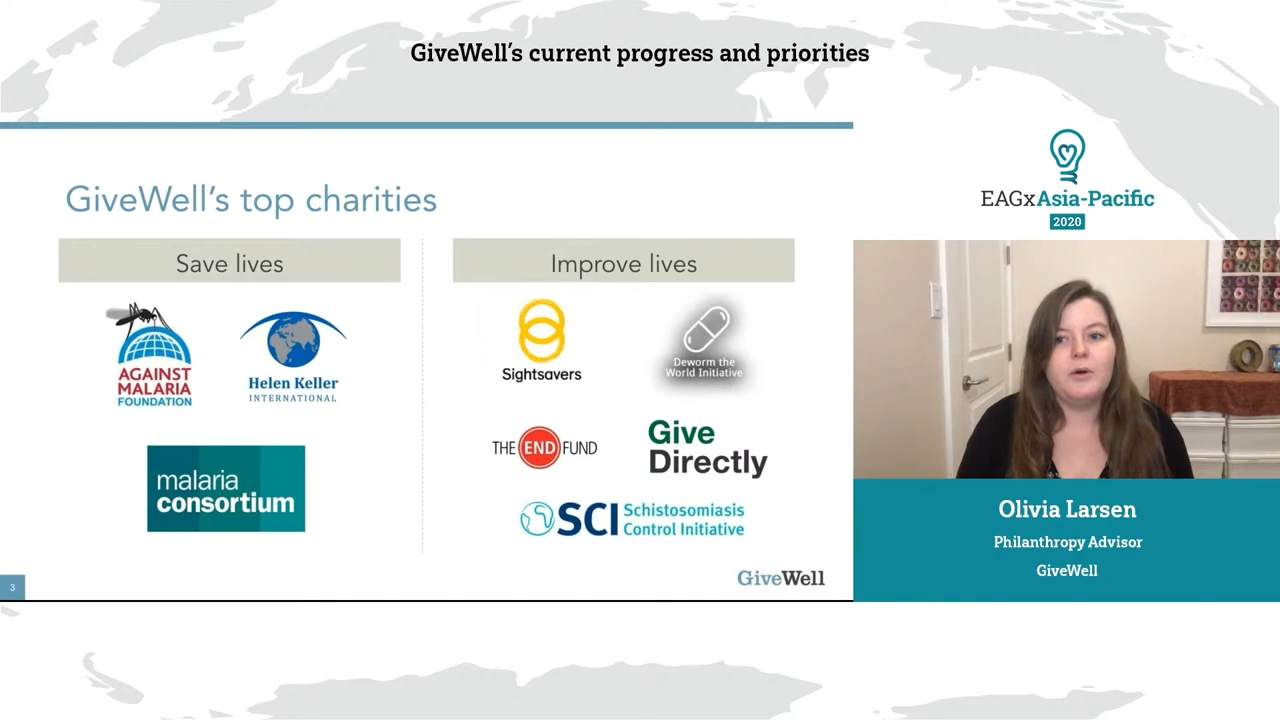 GiveWell’s current progress and priorities
GiveWell’s top charities
Save lives
Improve lives
AGAINST
MALARIA
FOUNDATION
Helen Keller
INTERNATIONAL
malaria
consortium
Sightsavers
Deworm the
World Initiative
THE END FUND
Give
Directly
SCI Schistosomiasis
Control Initiative
3
GiveWell
EAGxAsia-Pacific
2020
Olivia Larsen
Philanthropy Advisor
GiveWell